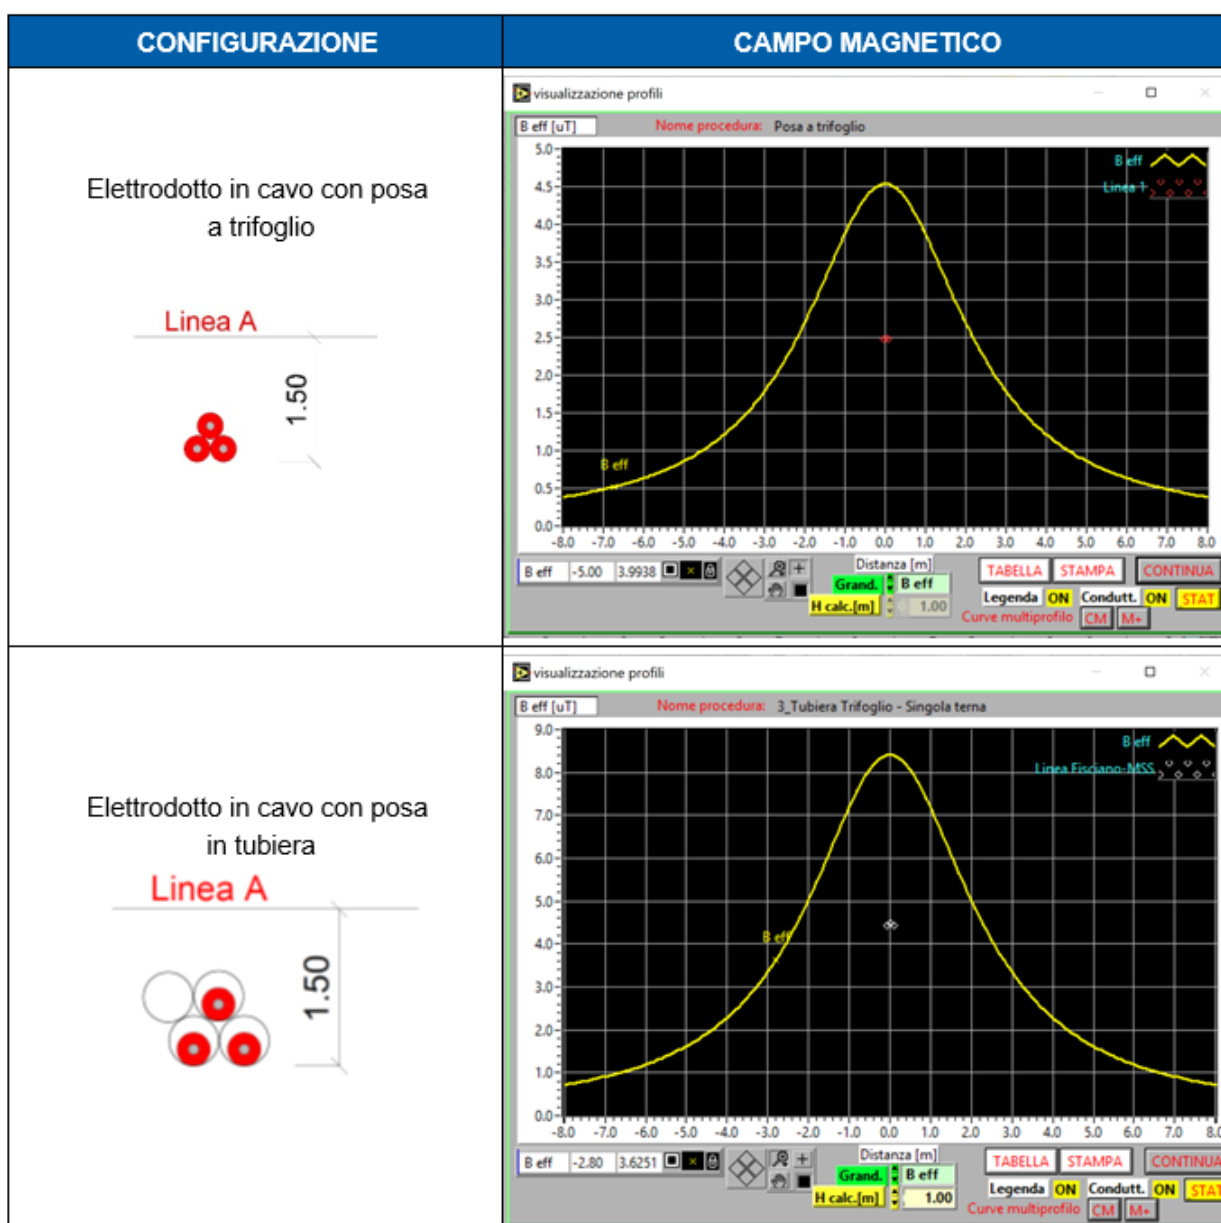 CONFIGURAZIONE CAMPO MAGNETICO
Elettrodotto in cavo con posa
a trifoglio
Linea A
1.50
visualizzazione profili
B eff [uT] Nome procedura: Posa a trifoglio
B eff
Linea 1
5.0
4.5
4.0
3.5
3.0
2.5
2.0
1.5
1.0
0.5
0.0
B eff
-8.0 -7.0 -6.0 -5.0 -4.0 -3.0 -2.0 -1.0 0.0 1.0 2.0 3.0 4.0 5.0 6.0 7.0 8.0
Distanza [m]
B eff -5.00 3.9938
Grand. B eff
H calc.[m] 1.00
TABELLA STAMPA CONTINUA
Legenda ON Condutt. ON STAT
Curve multiprofilo CM M+
Elettrodotto in cavo con posa
in tubiera
Linea A
1.50
visualizzazione profili
B eff [uT] Nome procedura: 3_Tubiera Trifoglio - Singola terna
B eff
Linea Fisciano-MSS
9.0
8.0
7.0
6.0
5.0
4.0
3.0
2.0
1.0
0.0
B eff
-8.0 -7.0 -6.0 -5.0 -4.0 -3.0 -2.0 -1.0 0.0 1.0 2.0 3.0 4.0 5.0 6.0 7.0 8.0
Distanza [m]
B eff -2.80 3.6251
Grand. B eff
H calc.[m] 1.00
TABELLA STAMPA CONTINUA
Legenda ON Condutt. ON STAT
Curve multiprofilo CM M+